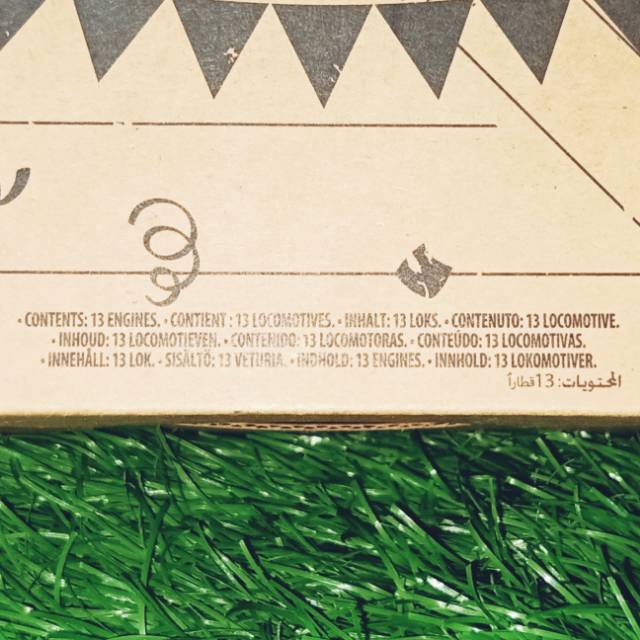 • CONTENTS: 13 ENGINES. • CONTIENT : 13 LOCOMOTIVES. • INHALT: 13 LOKS. • CONTENUTO: 13 LOCOMOTIVE.
• INHOUD: 13 LOCOMOTIEVEN. • CONTENIDO: 13 LOCOMOTORAS. • CONTEÚDO: 13 LOCOMOTIVAS.
• INNEHÅLL: 13 LOK. • SISÄLTÖ: 13 VETURIA. • INDHOLD: 13 ENGINES. • INNHOLD: 13 LOKOMOTIVER.
المحتويات: 13 قطاراً